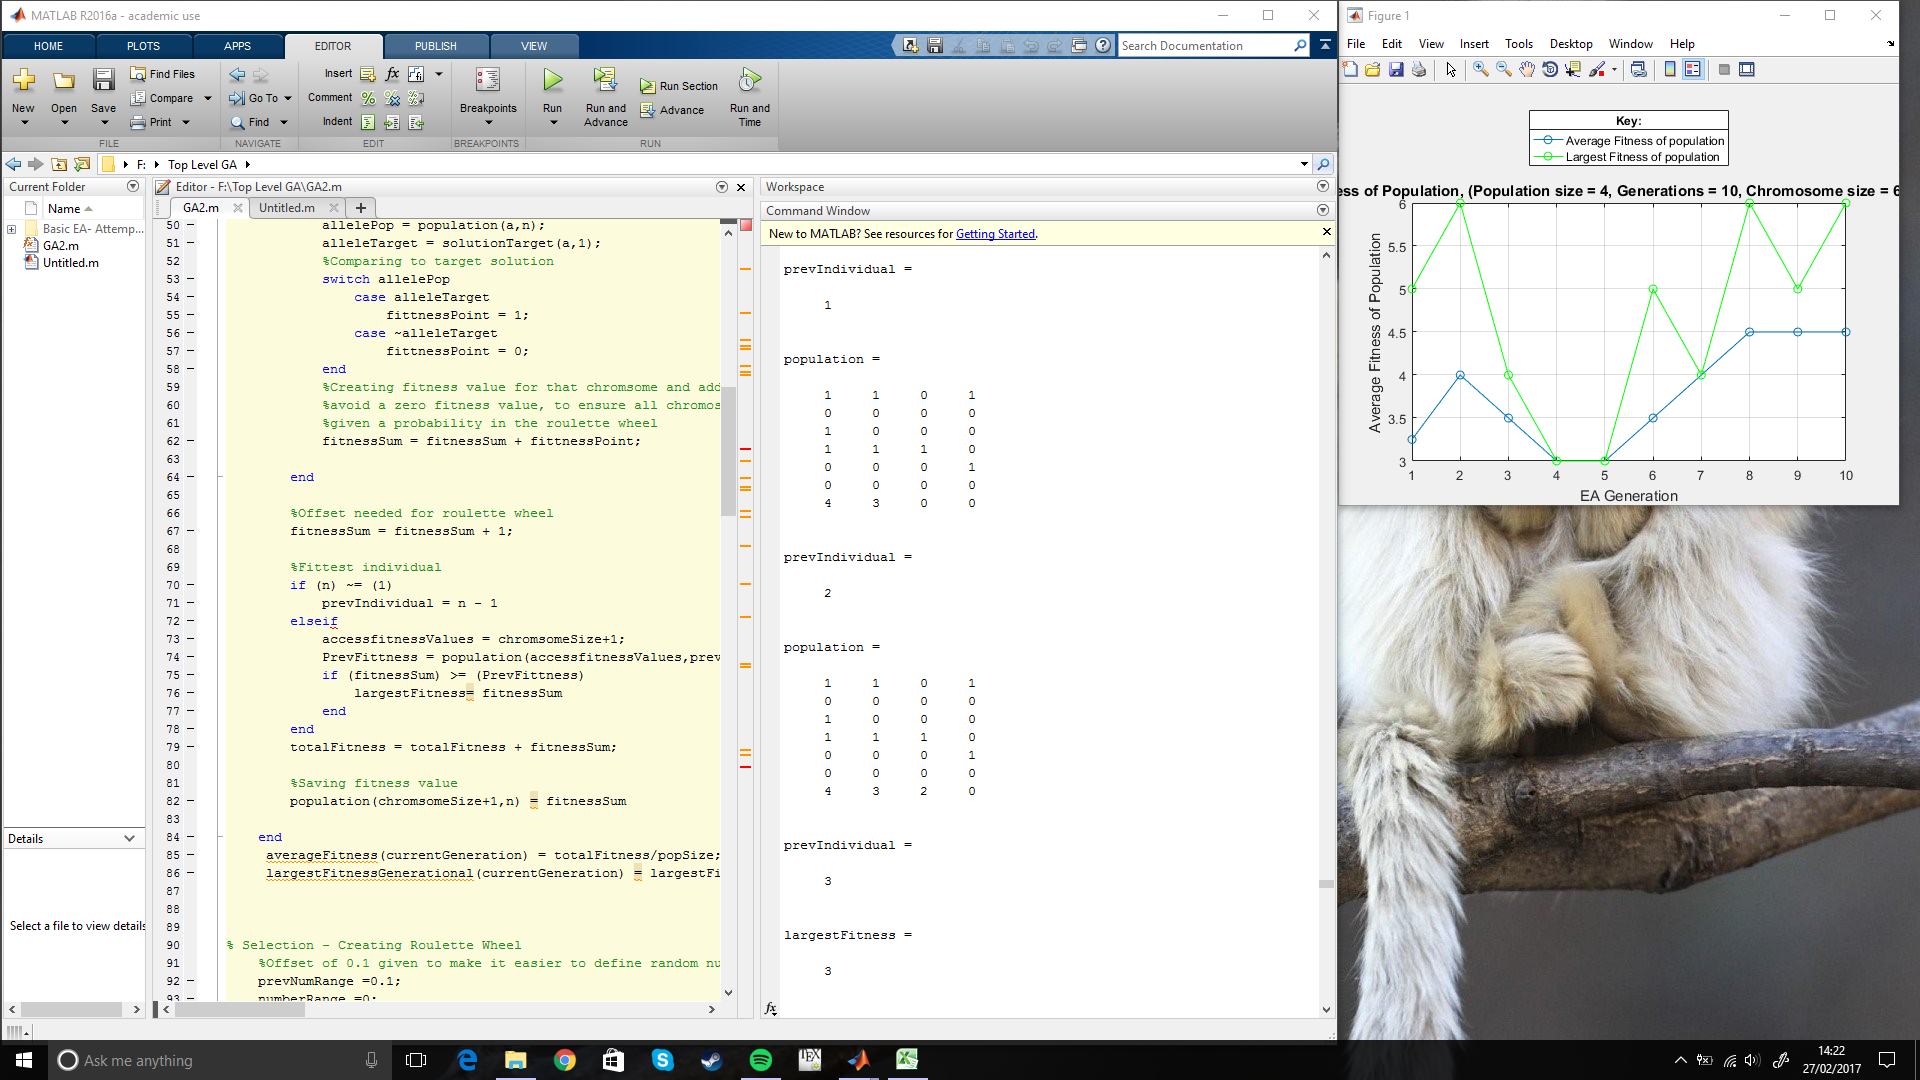 MATLAB R2016a - academic use
HOME PLOTS APPS EDITOR PUBLISH VIEW
Search Documentation
New Open Save
Find Files
Compare
Print
Go To
Find
Insert
Comment
Indent
Breakpoints
Run
Run and Advance
Run Section
Advance
Run and Time
FILE NAVIGATE EDIT BREAKPOINTS RUN
F: Top Level GA
Current Folder
Name
Basic EA- Attemp...
GA2.m
Untitled.m
Details
Select a file to view details
Editor - F:\Top Level GA\GA2.m
GA2.m Untitled.m
50 allelePop = population(a,n);
51 alleleTarget = solutionTarget(a,1);
52 %Comparing to target solution
53 switch allelePop
54 case alleleTarget
55 fittnessPoint = 1;
56 case ~alleleTarget
57 fittnessPoint = 0;
58 end
59 %Creating fitness value for that chromsome and add
60 %avoid a zero fitness value, to ensure all chromos
61 %given a probability in the roulette wheel
62 fitnessSum = fitnessSum + fittnessPoint;
63
64 end
65
66 %Offset needed for roulette wheel
67 fitnessSum = fitnessSum + 1;
68
69 %Fittest individual
70 if (n) ~= (1)
71 prevIndividual = n - 1
72 elseif
73 accessfitnessValues = chromsomeSize+1;
74 PrevFittness = population(accessfitnessValues,prev
75 if (fitnessSum) >= (PrevFittness)
76 largestFitness= fitnessSum
77 end
78 end
79 totalFitness = totalFitness + fitnessSum;
80
81 %Saving fitness value
82 population(chromsomeSize+1,n) = fitnessSum
83
84 end
85 averageFitness(currentGeneration) = totalFitness/popSize;
86 largestFitnessGenerational(currentGeneration) = largestFi
87
88
89
90 % Selection - Creating Roulette Wheel
91 %Offset of 0.1 given to make it easier to define random nu
92 prevNumRange =0.1;
93 numberRange =0;
Workspace
Command Window
New to MATLAB? See resources for Getting Started.
prevIndividual =
1
population =
1 1 0 1
0 0 0 0
1 0 0 0
1 1 1 0
0 0 0 1
0 0 0 0
4 3 0 0
prevIndividual =
2
population =
1 1 0 1
0 0 0 0
1 0 0 0
1 1 1 0
0 0 0 1
0 0 0 0
4 3 2 0
prevIndividual =
3
largestFitness =
3
fx
Figure 1
File Edit View Insert Tools Desktop Window Help
Key:
Average Fitness of population
Largest Fitness of population
ess of Population, (Population size = 4, Generations = 10, Chromosome size = 6
Average Fitness of Population
6
5.5
5
4.5
4
3.5
3
1 2 3 4 5 6 7 8 9 10
EA Generation
Ask me anything
14:22
27/02/2017